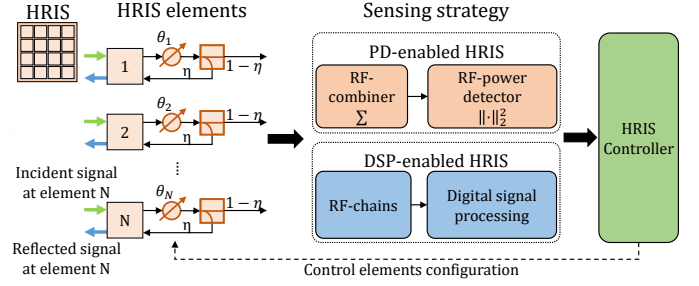 HRIS
HRIS elements
Sensing strategy
θ1
1
η
1 − η
θ2
2
η
1 − η
Incident signal
at element N
θN
N
η
1 − η
Reflected signal
at element N
PD-enabled HRIS
RF-
combiner
Σ
RF-power
detector
‖·‖₂²
DSP-enabled HRIS
RF-chains
Digital signal
processing
HRIS
Controller
Control elements configuration